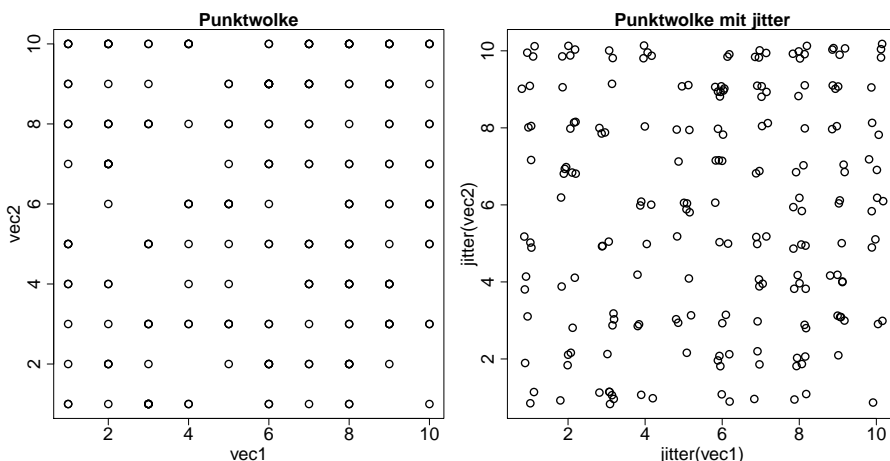 Punktwolke
10
8
6
4
2
vec2
2 4 6 8 10
vec1
Punktwolke mit jitter
10
8
6
4
2
jitter(vec2)
2 4 6 8 10
jitter(vec1)